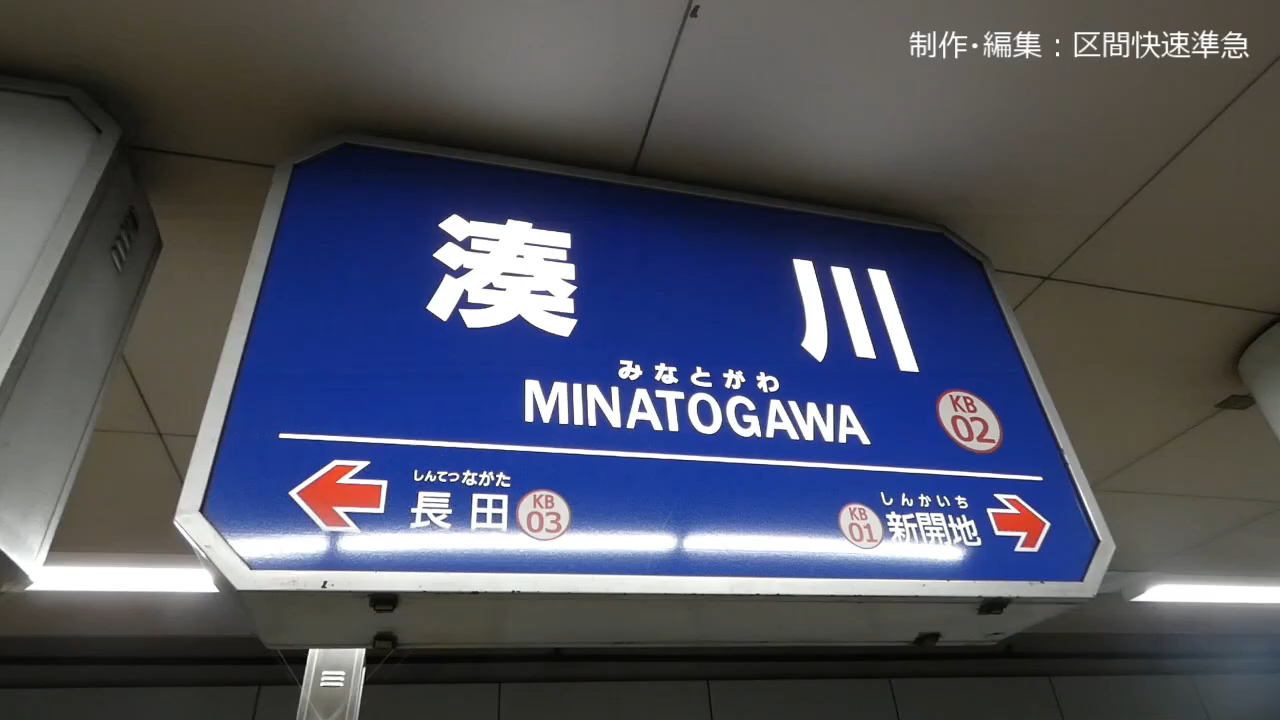 制作・編集：区間快速準急
湊川
みなとがわ
MINATOGAWA
KB
02
しんてつながた
長田
KB
03
しんかいち
KB
01
新開地